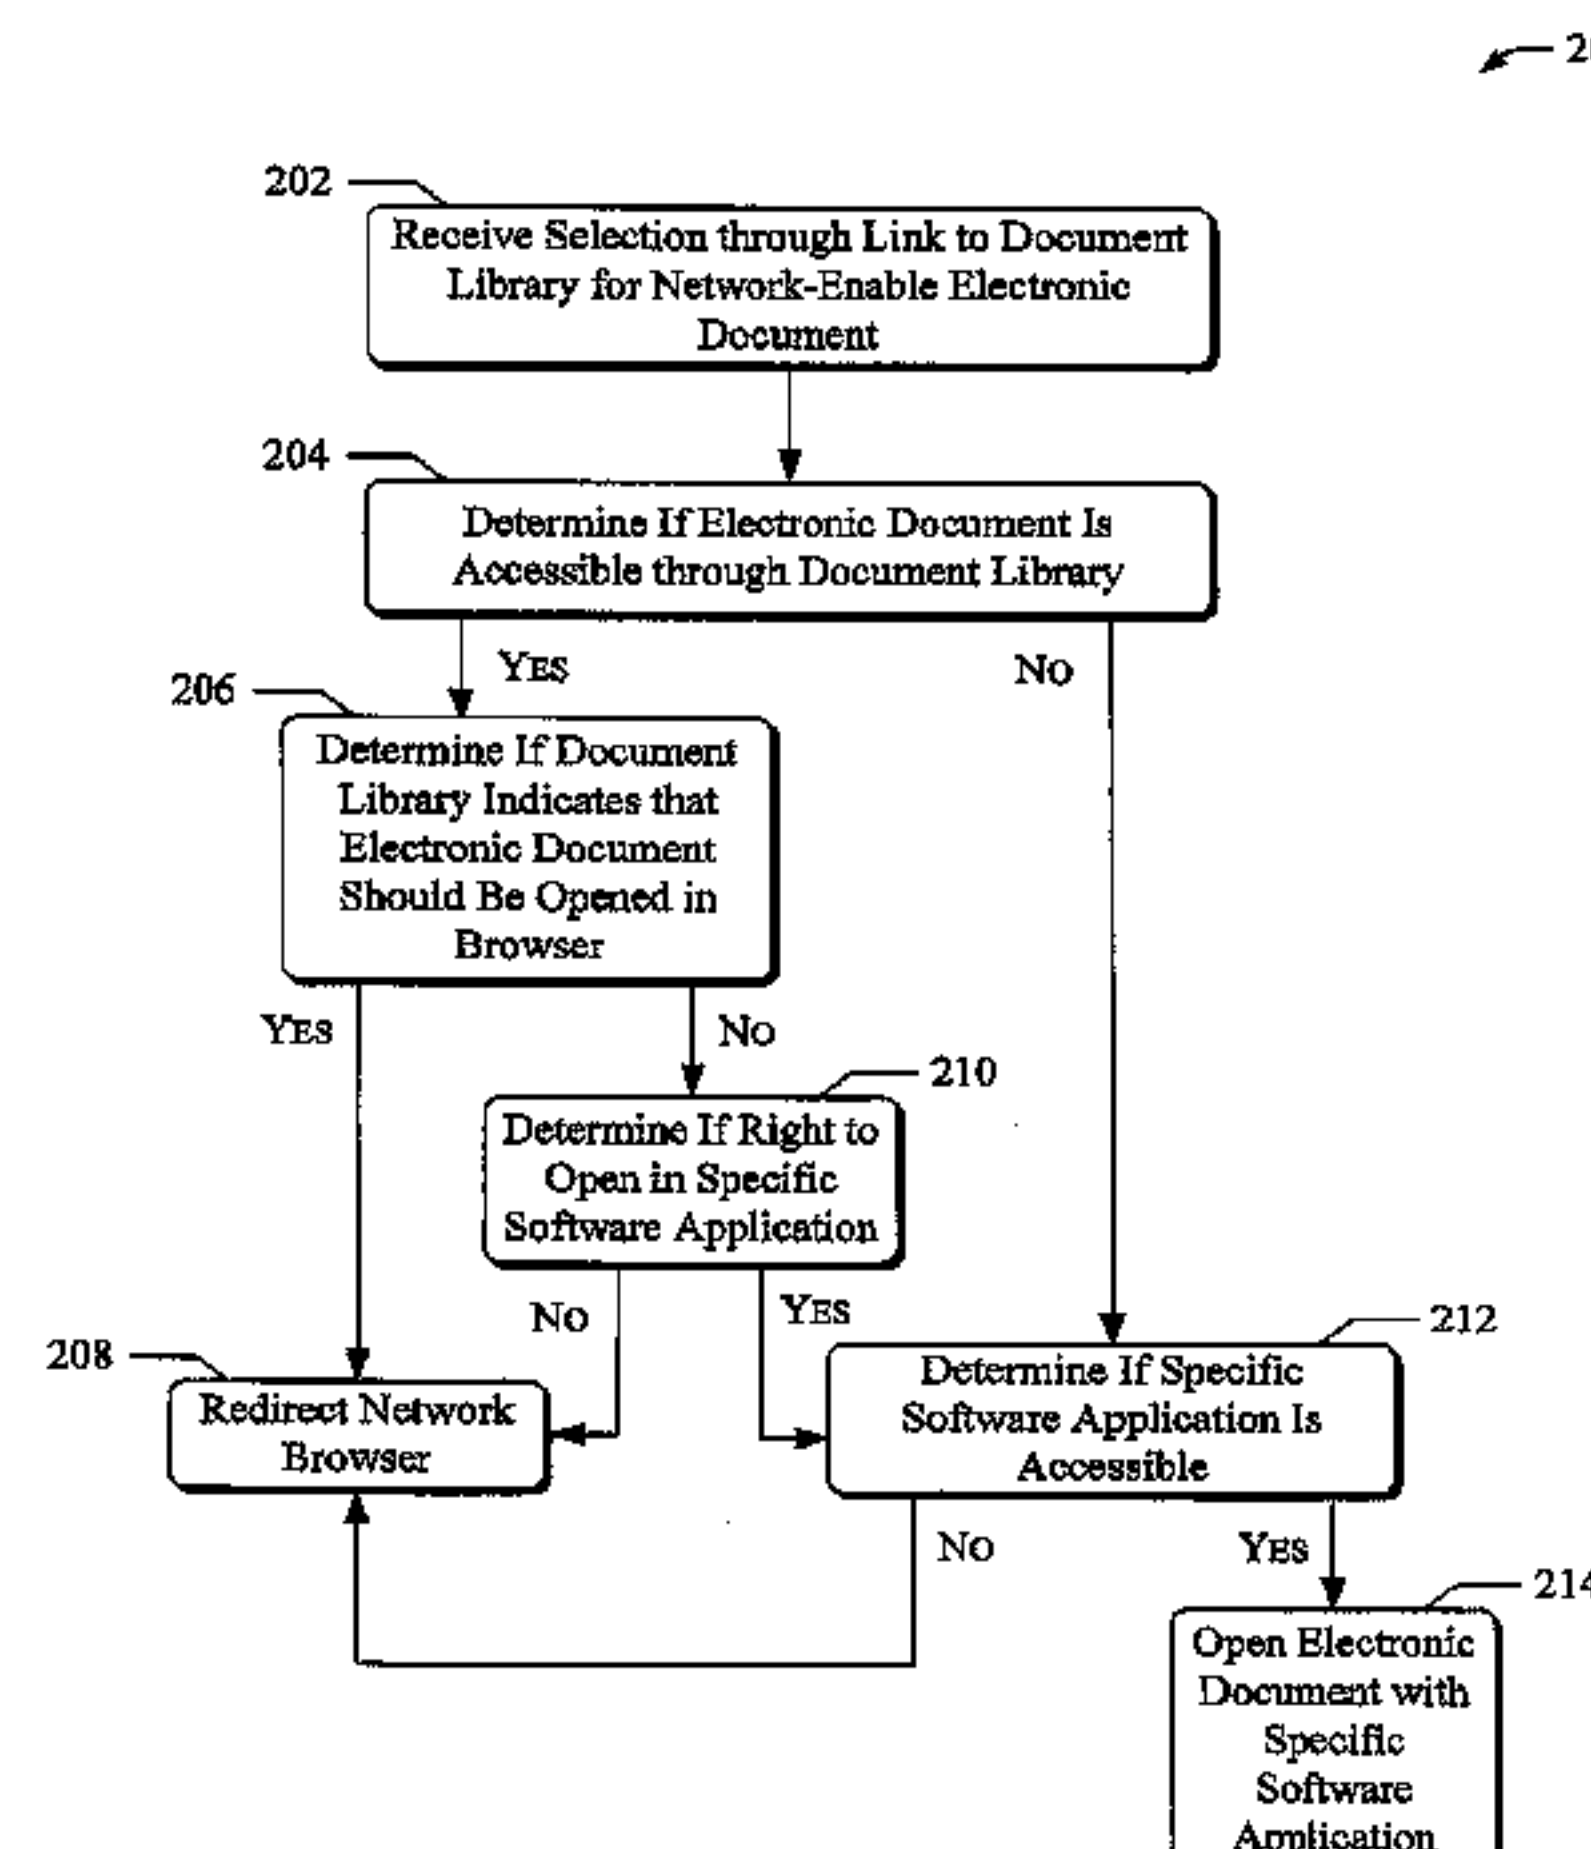 202
Receive Selection through Link to Document
Library for Network-Enable Electronic
Document
204
Determine If Electronic Document Is
Accessible through Document Library
YES
NO
206
Determine If Document
Library Indicates that
Electronic Document
Should Be Opened in
Browser
YES
NO
210
Determine If Right to
Open in Specific
Software Application
NO
YES
212
208
Redirect Network
Browser
Determine If Specific
Software Application Is
Accessible
NO
YES
214
Open Electronic
Document with
Specific
Software
Application